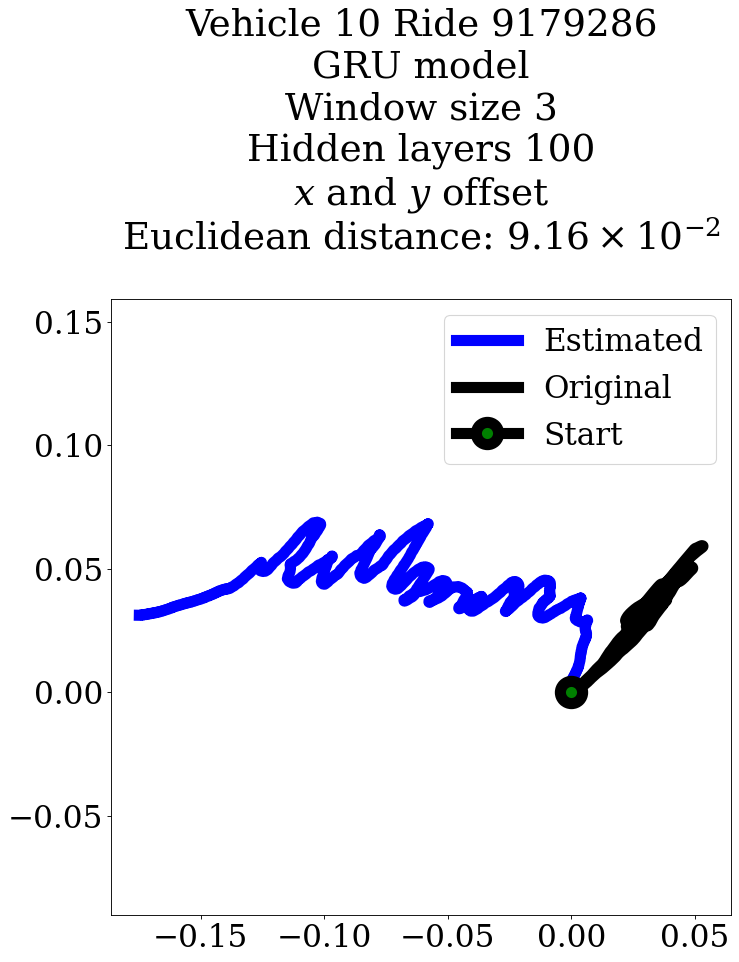 Vehicle 10 Ride 9179286
GRU model
Window size 3
Hidden layers 100
x and y offset
Euclidean distance: 9.16 × 10⁻²
Estimated
Original
Start
0.15
0.10
0.05
0.00
−0.05
−0.15 −0.10 −0.05 0.00 0.05